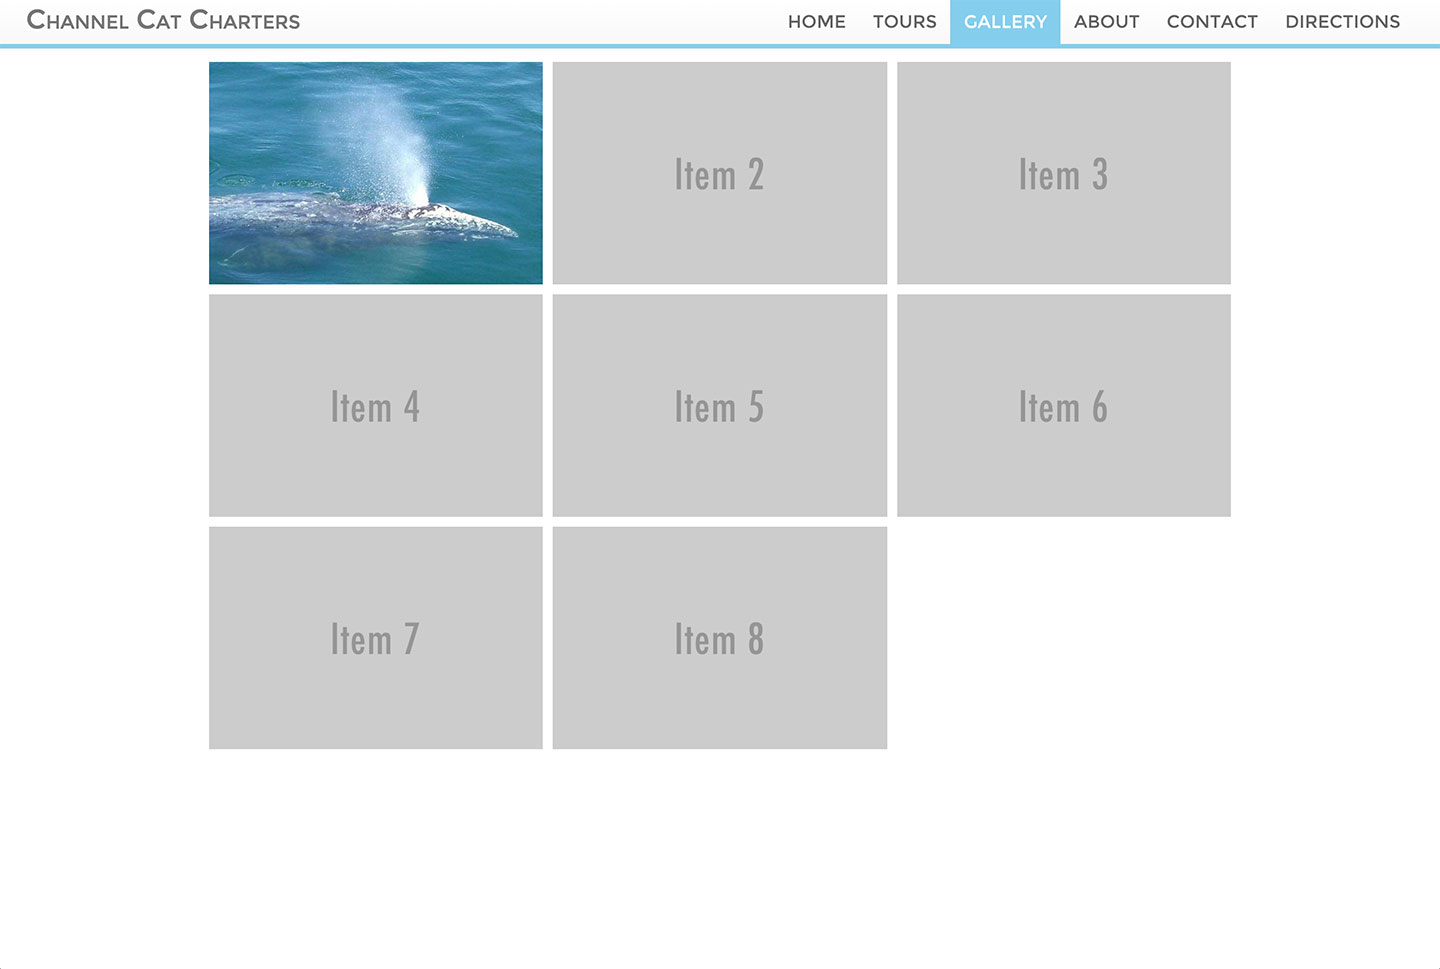 Channel Cat Charters
HOME TOURS GALLERY ABOUT CONTACT DIRECTIONS
Item 2
Item 3
Item 4
Item 5
Item 6
Item 7
Item 8